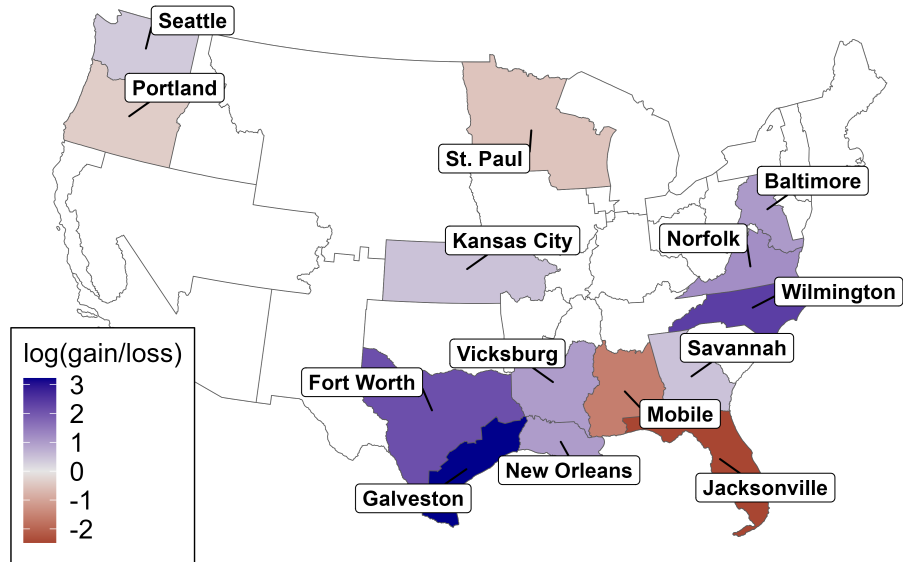 Seattle
Portland
St. Paul
Baltimore
Norfolk
Kansas City
Wilmington
Savannah
Vicksburg
Fort Worth
Mobile
New Orleans
Galveston
Jacksonville
log(gain/loss)
3
2
1
0
-1
-2